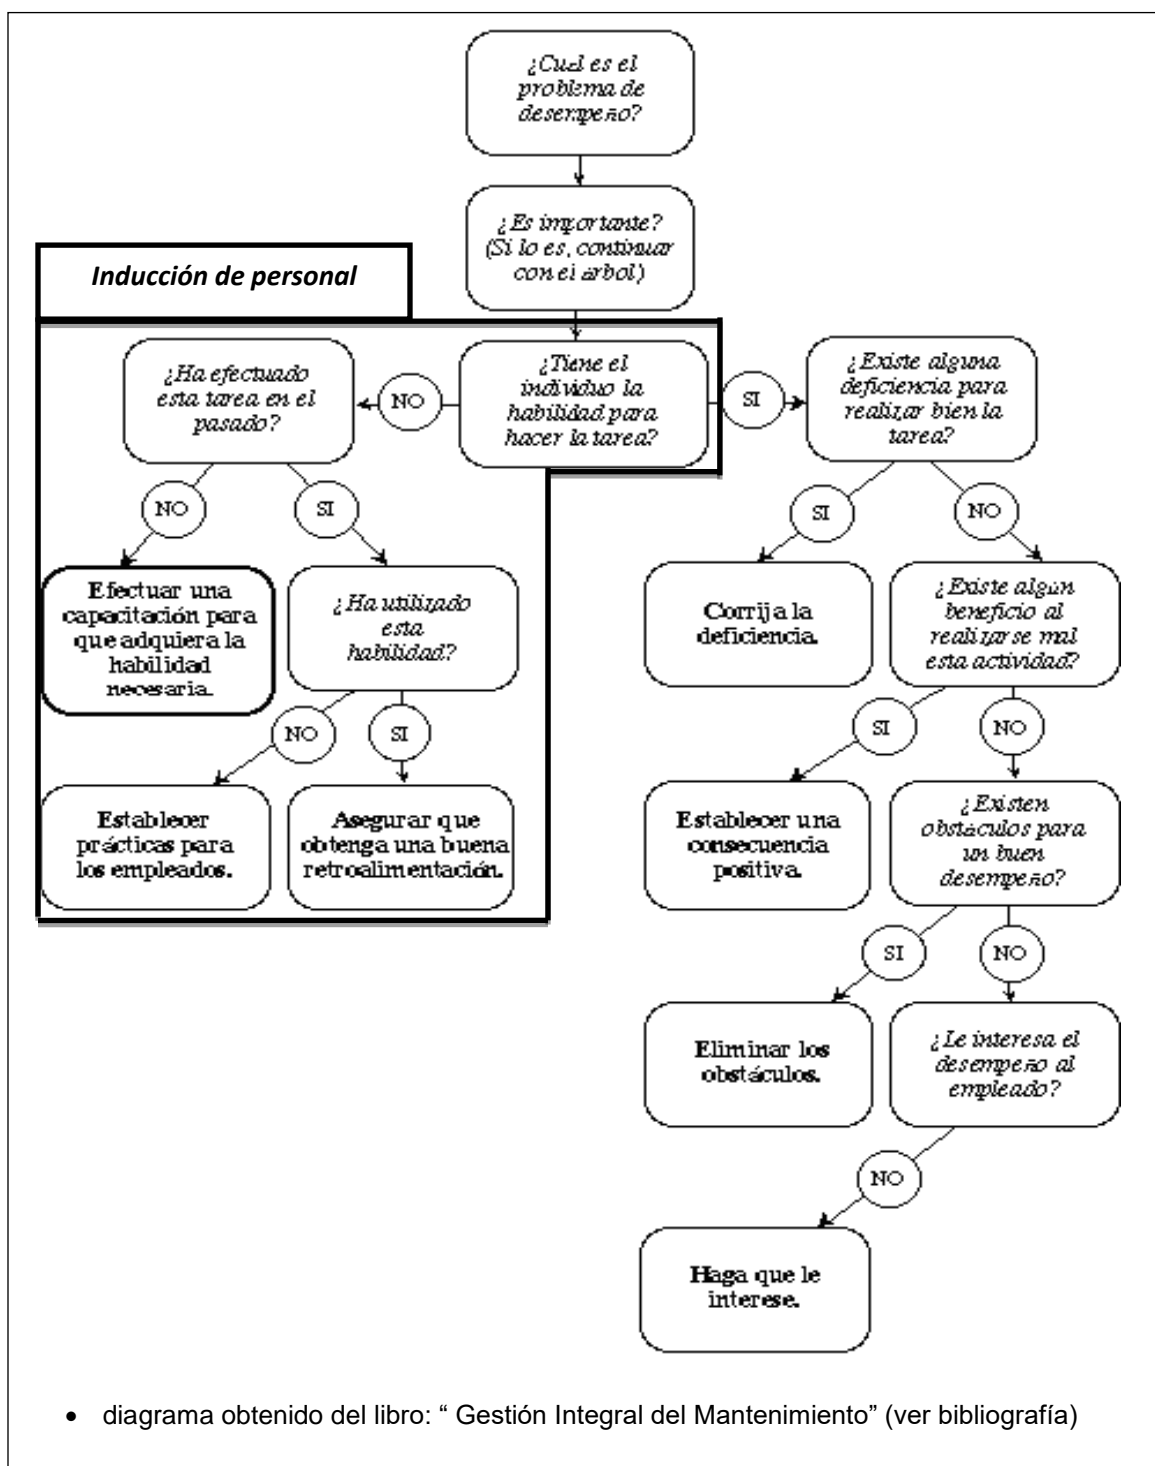 ¿Cuál es el
problema de
desempeño?
¿Es importante?
(Si lo es, continuar
con el árbol)
Inducción de personal
¿Ha efectuado
esta tarea en el
pasado?
NO
¿Tiene el
individuo la
habilidad para
hacer la tarea?
SI
¿Existe alguna
deficiencia para
realizar bien la
tarea?
NO
SI
SI
NO
Efectuar una
capacitación para
que adquiera la
habilidad
necesaria.
¿Ha utilizado
esta
habilidad?
Corrija la
deficiencia.
¿Existe algún
beneficio al
realizarse mal
esta actividad?
NO
SI
SI
NO
Establecer
prácticas para
los empleados.
Asegurar que
obtenga una buena
retroalimentación.
Establecer una
consecuencia
positiva.
¿Existen
obstáculos para
un buen
desempeño?
SI
NO
Eliminar los
obstáculos.
¿Le interesa el
desempeño al
empleado?
NO
Haga que le
interese.
• diagrama obtenido del libro: “ Gestión Integral del Mantenimiento” (ver bibliografía)